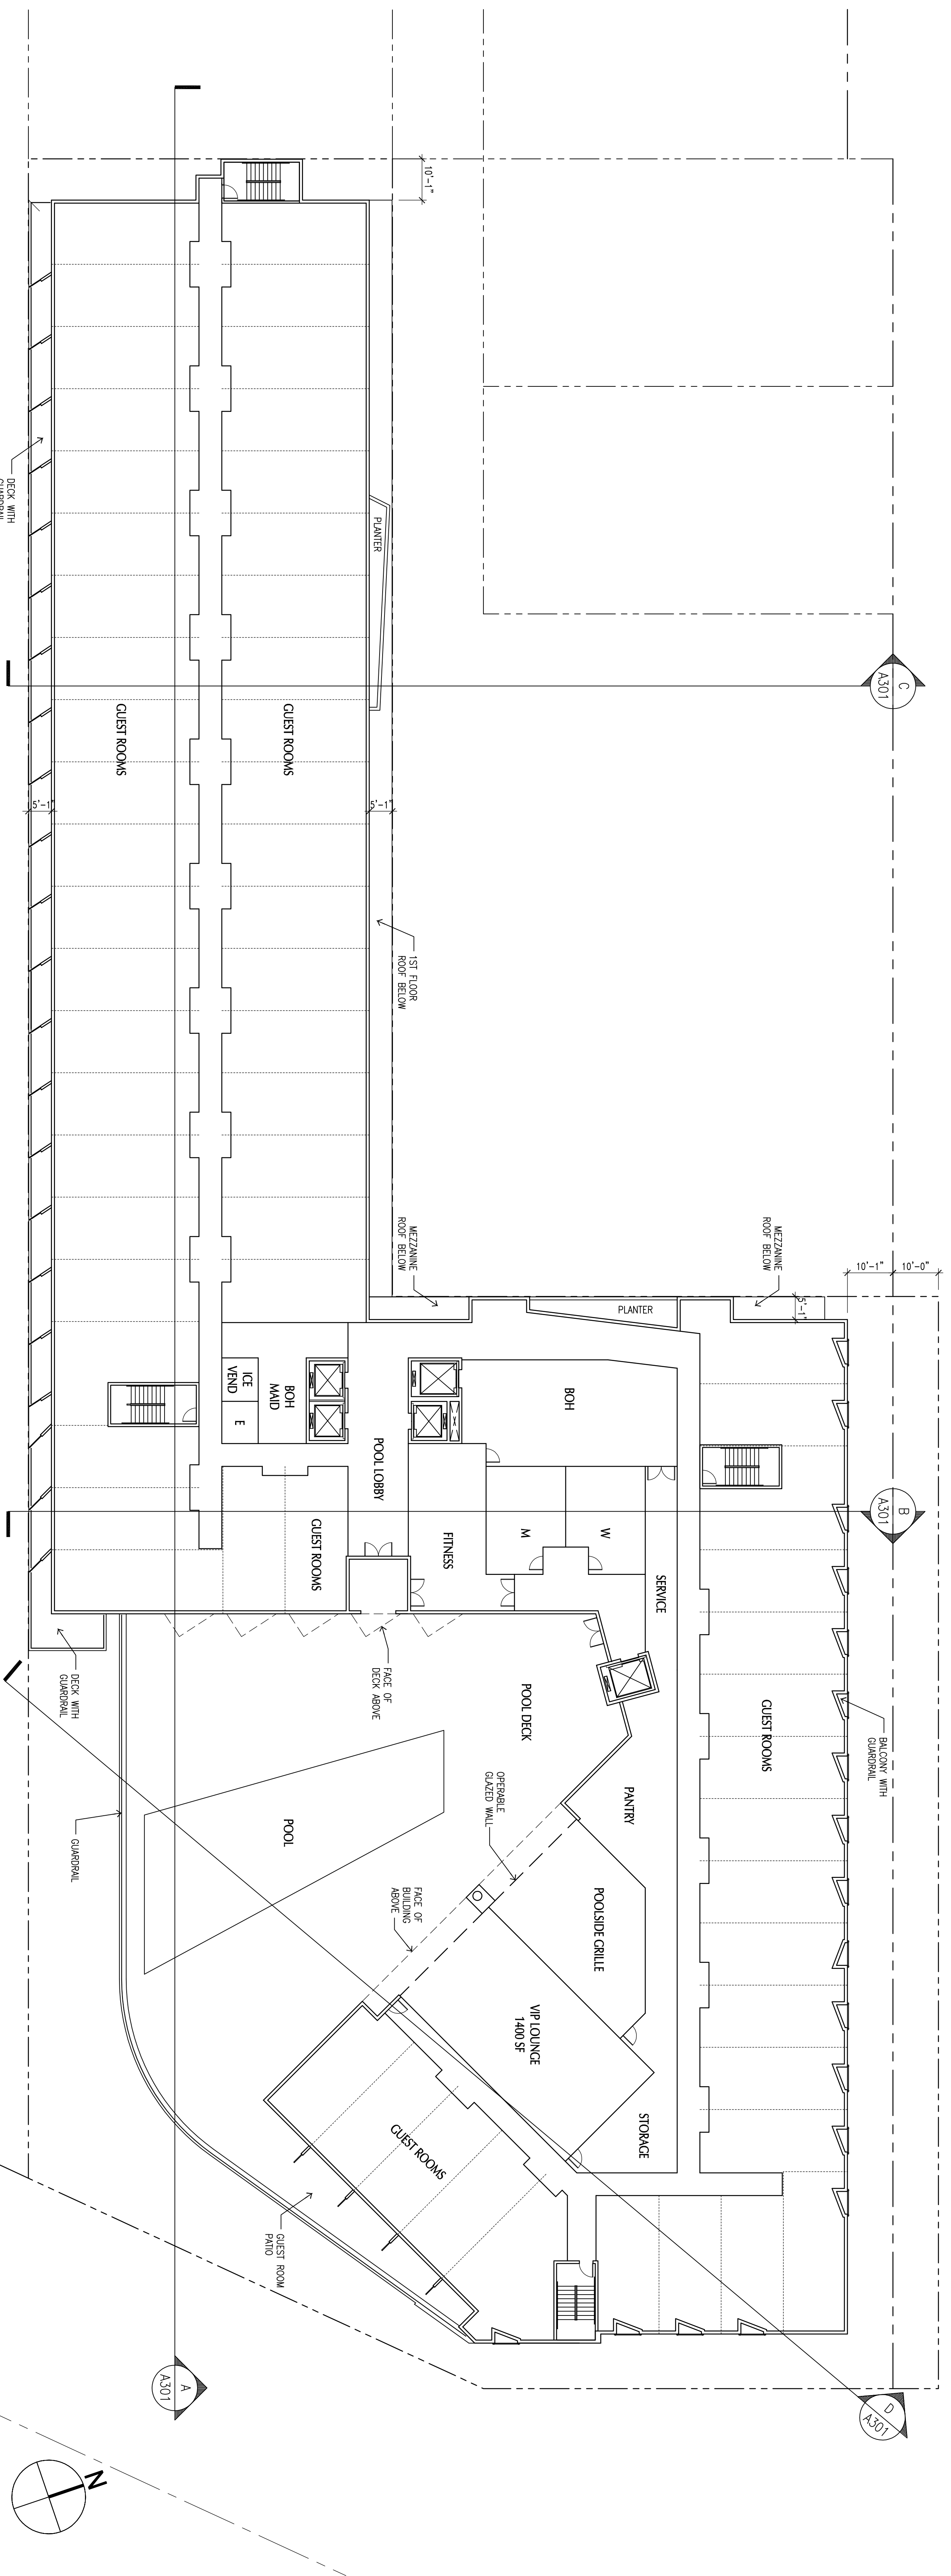 10'-1"
PLANTER
DECK WITH
GUARDRAIL
GUEST ROOMS
GUEST ROOMS
C
A301
5'-1"
5'-1"
1ST FLOOR
ROOF BELOW
MEZZANINE
ROOF BELOW
MEZZANINE
ROOF BELOW
10'-1"
10'-0"
5'-1"
PLANTER
ICE
VEND
E
BOH
MAID
BOH
POOL LOBBY
GUEST ROOMS
FITNESS
M
W
SERVICE
B
A301
FACE OF
DECK ABOVE
DECK WITH
GUARDRAIL
POOL DECK
GUEST ROOMS
BALCONY WITH
GUARDRAIL
OPERABLE
GLAZED WALL
PANTRY
POOL
GUARDRAIL
FACE OF
BUILDING
ABOVE
POOLSIDE GRILLE
VIP LOUNGE
1400 SF
STORAGE
GUEST ROOMS
GUEST ROOM
PATIO
A
A301
D
A301
N